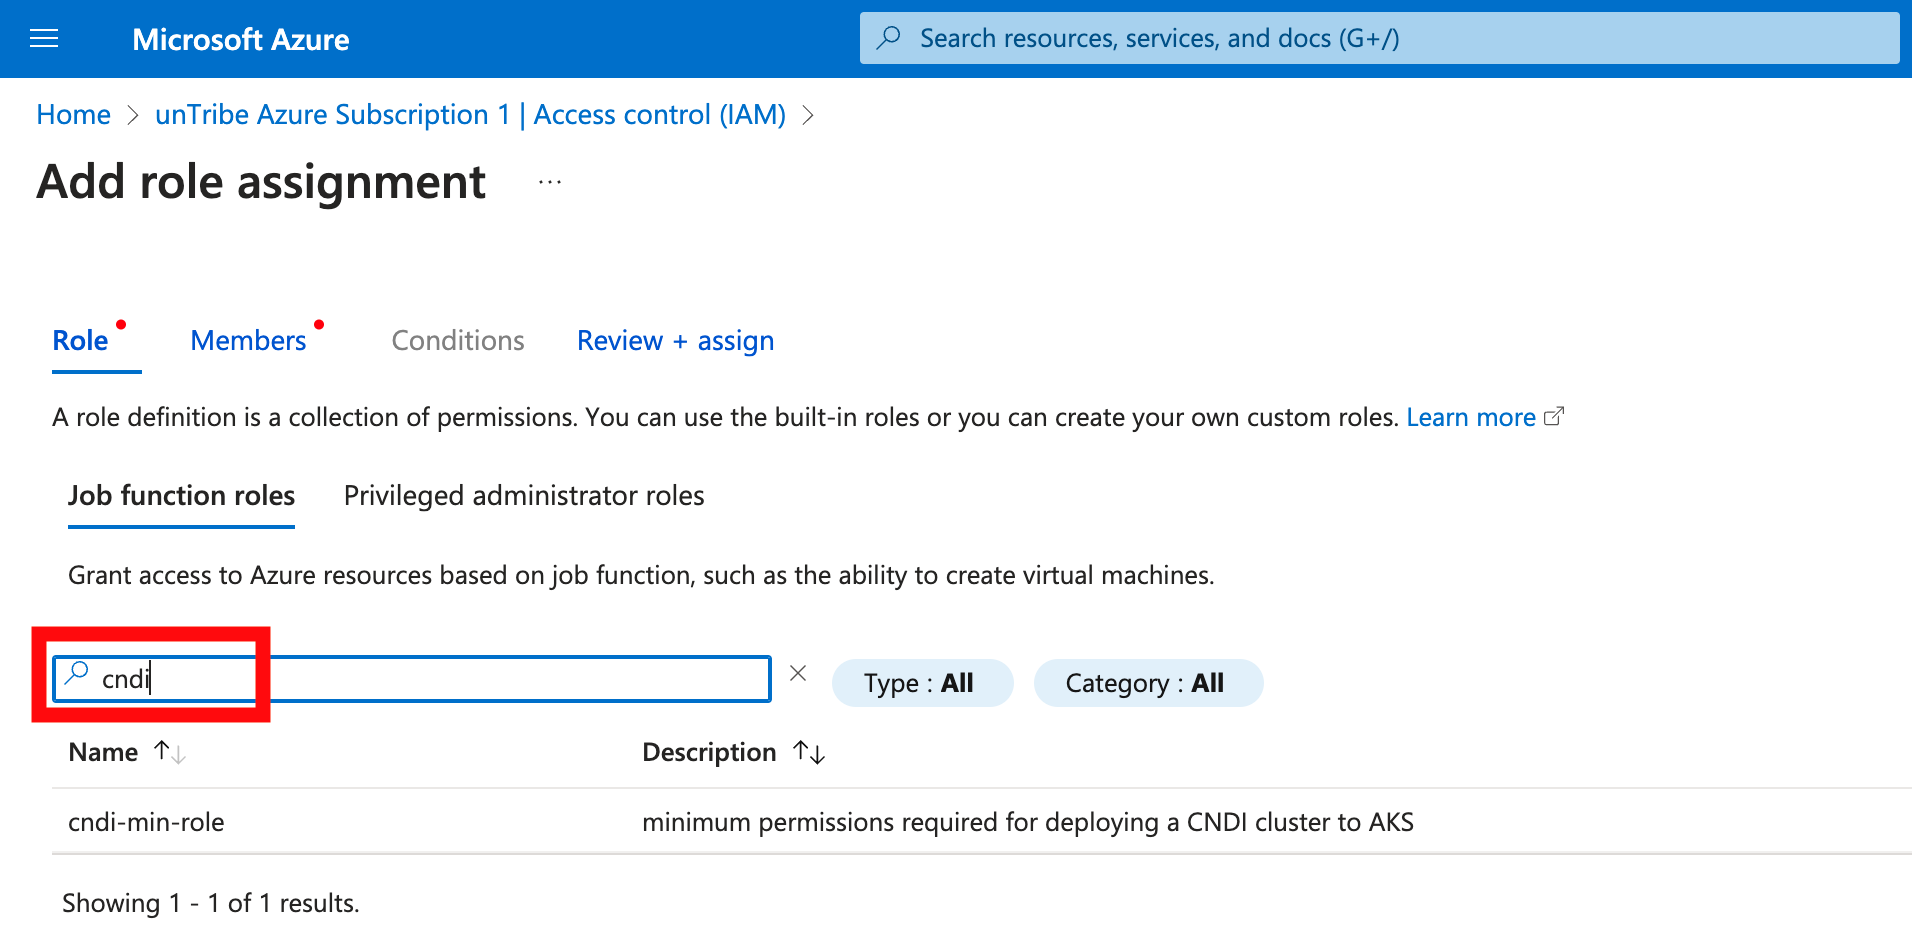 Microsoft Azure
Search resources, services, and docs (G+/)
Home > unTribe Azure Subscription 1 | Access control (IAM) >
Add role assignment ...
Role Members Conditions Review + assign
A role definition is a collection of permissions. You can use the built-in roles or you can create your own custom roles. Learn more
Job function roles Privileged administrator roles
Grant access to Azure resources based on job function, such as the ability to create virtual machines.
cndi
Type : All Category : All
Name ↑↓ Description ↑↓
cndi-min-role minimum permissions required for deploying a CNDI cluster to AKS
Showing 1 - 1 of 1 results.